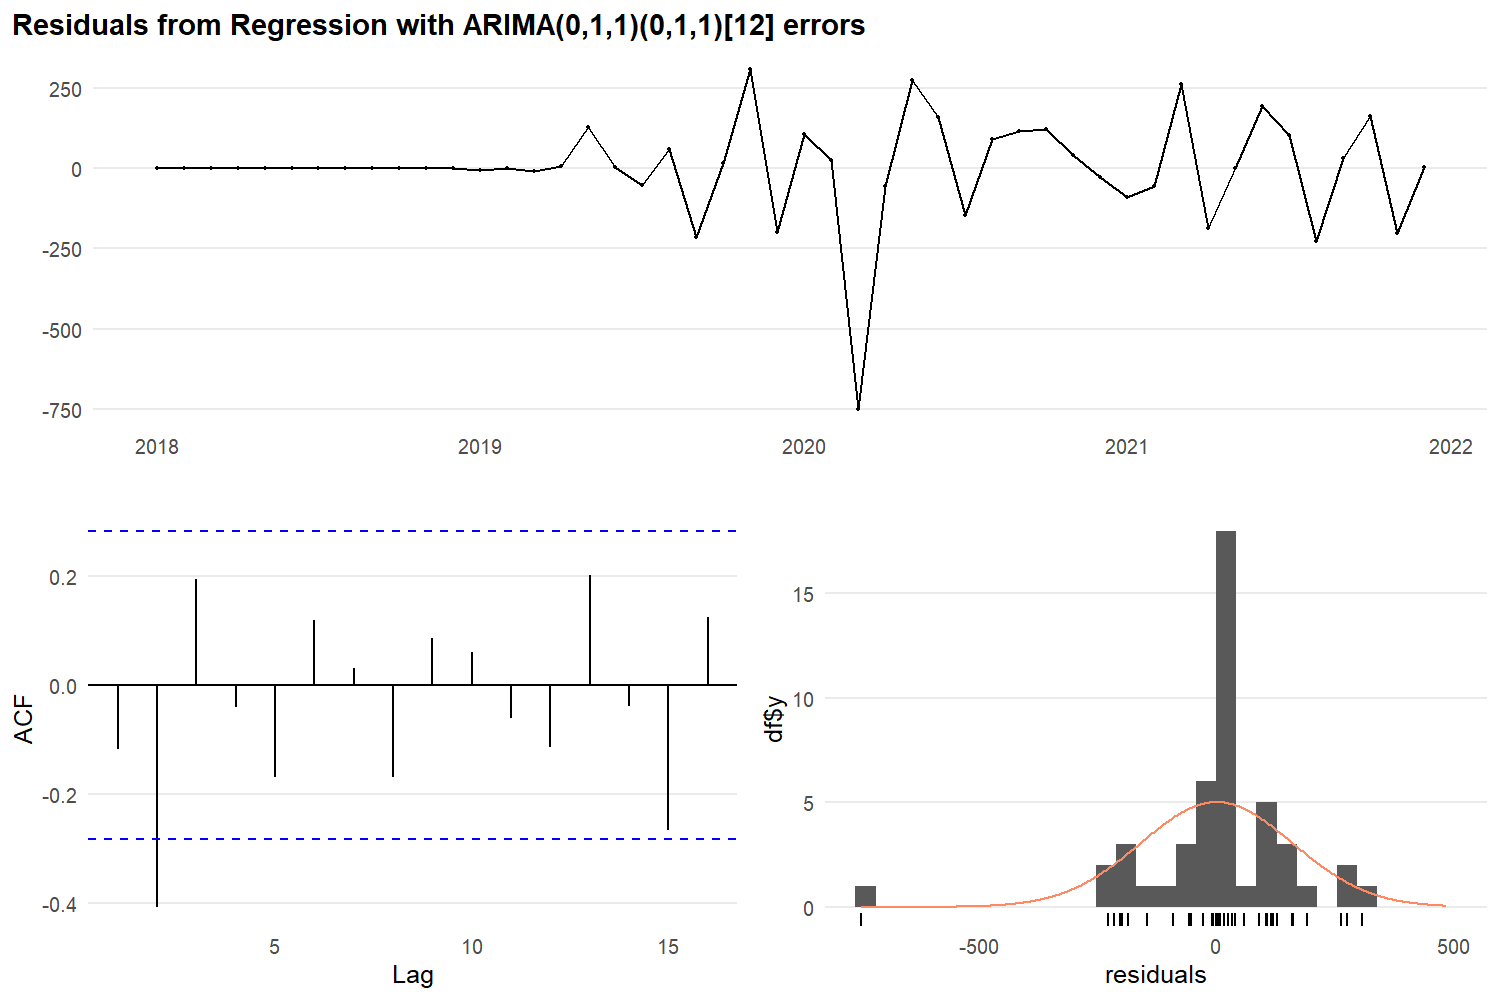 Residuals from Regression with ARIMA(0,1,1)(0,1,1)[12] errors
250
0
-250
-500
-750
2018 2019 2020 2021 2022
ACF
0.2
0.0
-0.2
-0.4
5 10 15
Lag
df$y
15
10
5
0
-500 0 500
residuals